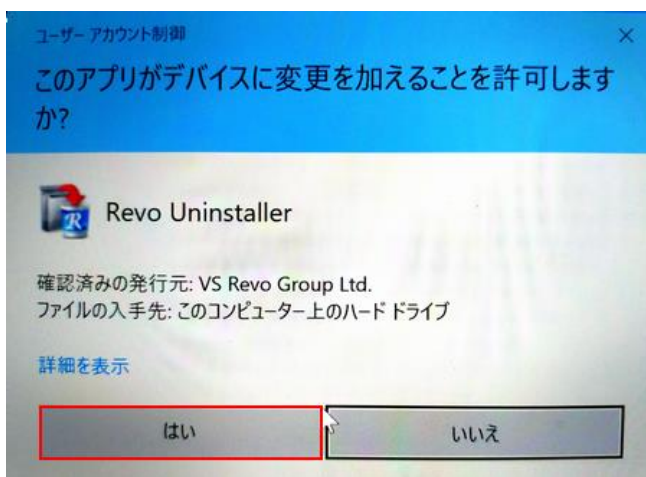 ユーザー アカウント制御
このアプリがデバイスに変更を加えることを許可します
か?
Revo Uninstaller
確認済みの発行元: VS Revo Group Ltd.
ファイルの入手先: このコンピューター上のハード ドライブ
詳細を表示
はい
いいえ